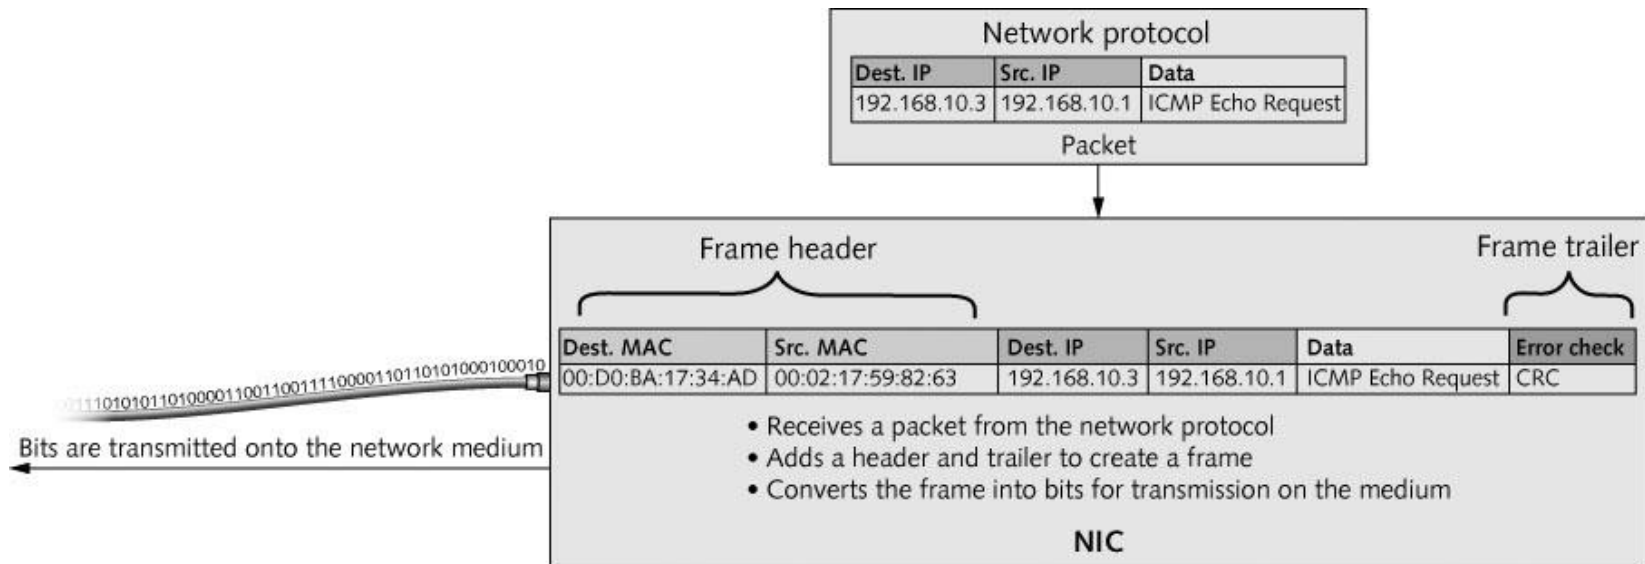 Network protocol
Dest. IP Src. IP Data
192.168.10.3 192.168.10.1 ICMP Echo Request
Packet
Frame header Frame trailer
Dest. MAC Src. MAC Dest. IP Src. IP Data Error check
00:D0:BA:17:34:AD 00:02:17:59:82:63 192.168.10.3 192.168.10.1 ICMP Echo Request CRC
Bits are transmitted onto the network medium
• Receives a packet from the network protocol
• Adds a header and trailer to create a frame
• Converts the frame into bits for transmission on the medium
NIC